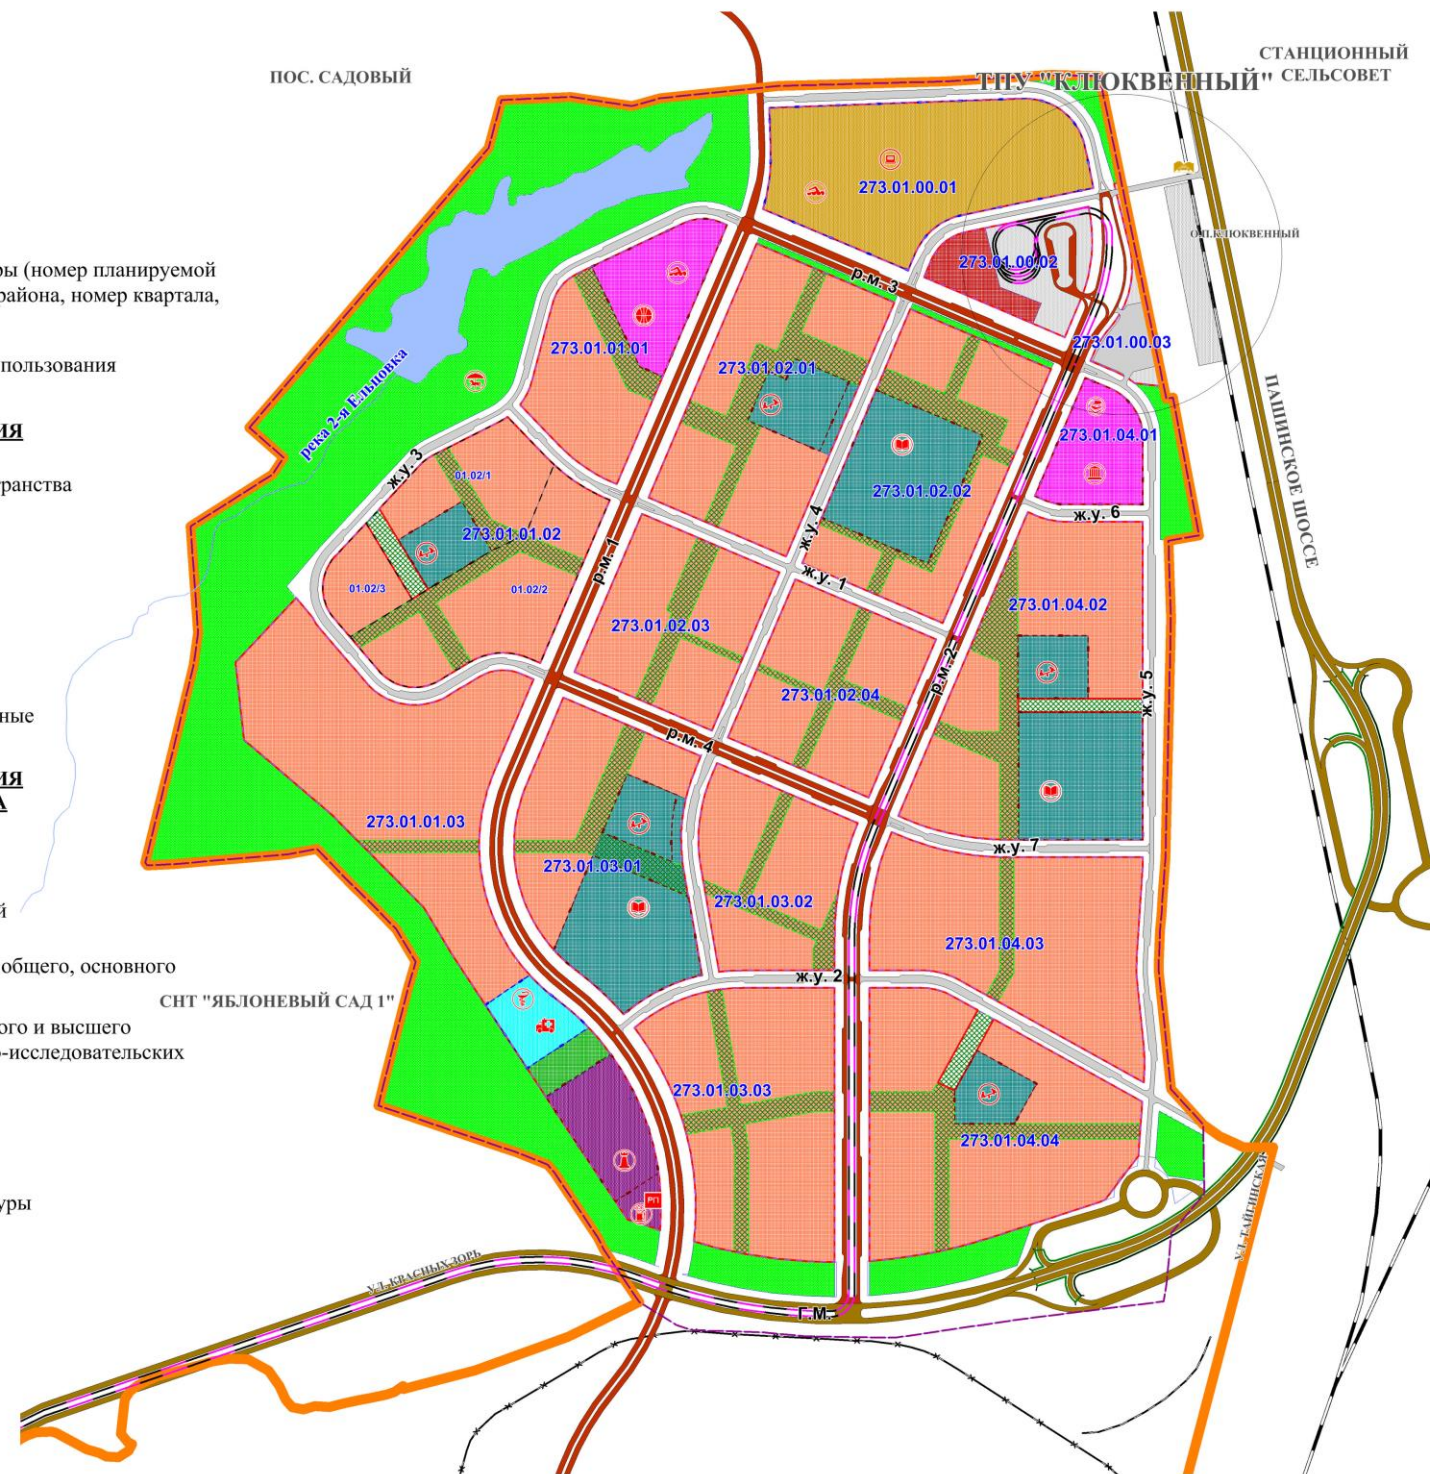 ПОС. САДОВЫЙ
СТАНЦИОННЫЙ
СЕЛЬСОВЕТ
ТПУ "КЛЮКВЕННЫЙ"
273.01.00.01
О.П.КЛЮКВЕННЫЙ
ры (номер планируемой
района, номер квартала,
273.01.00.02
р.м. 3
273.01.00.03
273.01.01.01
пользования
273.01.02.01
река 2-я Ельцовка
ПАШИНСКОЕ ШОССЕ
ИЯ
273.01.04.01
ж.у. 3
01.02/1
транства
273.01.02.02
ж.у. 6
ж.у. 4
273.01.01.02
р.м. 1
ж.у. 1
01.02/3
01.02/2
273.01.04.02
273.01.02.03
р.м. 2
273.01.02.04
ж.у. 5
ные
р.м. 4
ИЯ
А
273.01.01.03
ж.у. 7
273.01.03.01
273.01.03.02
й
273.01.04.03
общего, основного
ж.у. 2
СНТ "ЯБЛОНЕВЫЙ САД 1"
ого и высшего
о-исследовательских
273.01.03.03
273.01.04.04
РП
туры
УЛ. ТАЙГИНСКАЯ
УЛ. КРАСНЫХ ЗОРЬ
Г.М.